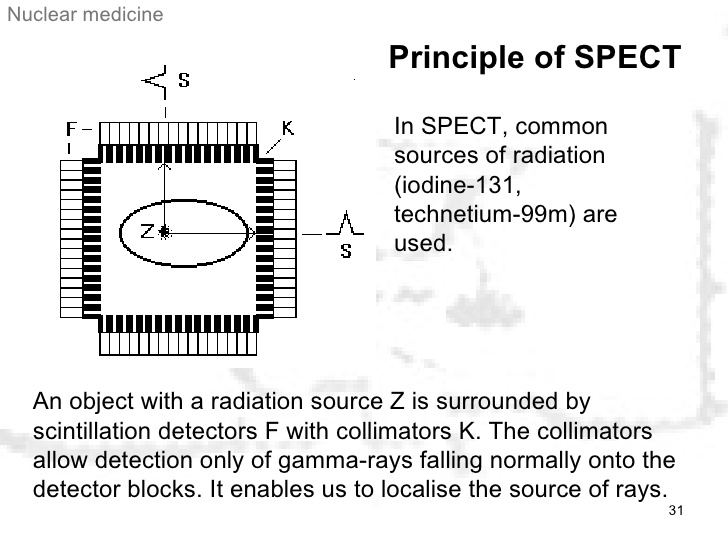 Nuclear medicine
Principle of SPECT
S
F
K
In SPECT, common
sources of radiation
(iodine-131,
technetium-99m) are
used.
Z
S
An object with a radiation source Z is surrounded by
scintillation detectors F with collimators K. The collimators
allow detection only of gamma-rays falling normally onto the
detector blocks. It enables us to localise the source of rays.
31